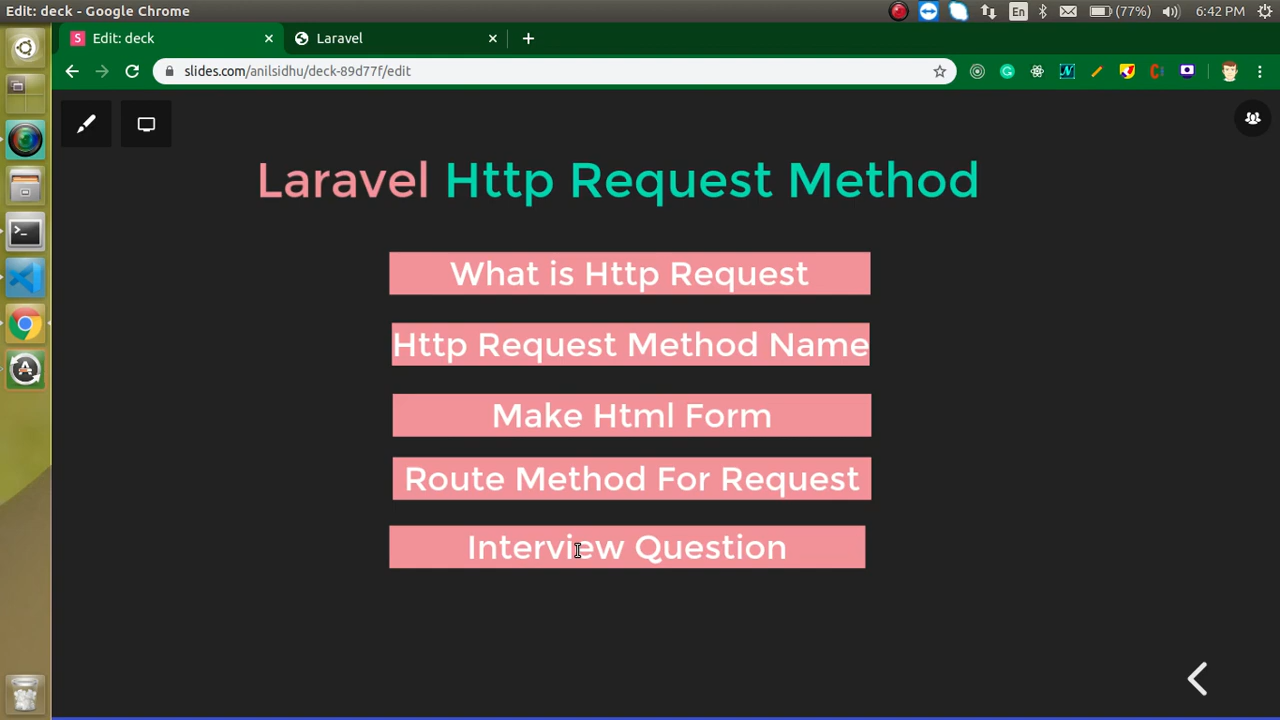 Edit: deck - Google Chrome
En (77%) 6:42 PM
S Edit: deck × Laravel × +
slides.com/anilsidhu/deck-89d77f/edit
Laravel Http Request Method
What is Http Request
Http Request Method Name
Make Html Form
Route Method For Request
Interview Question